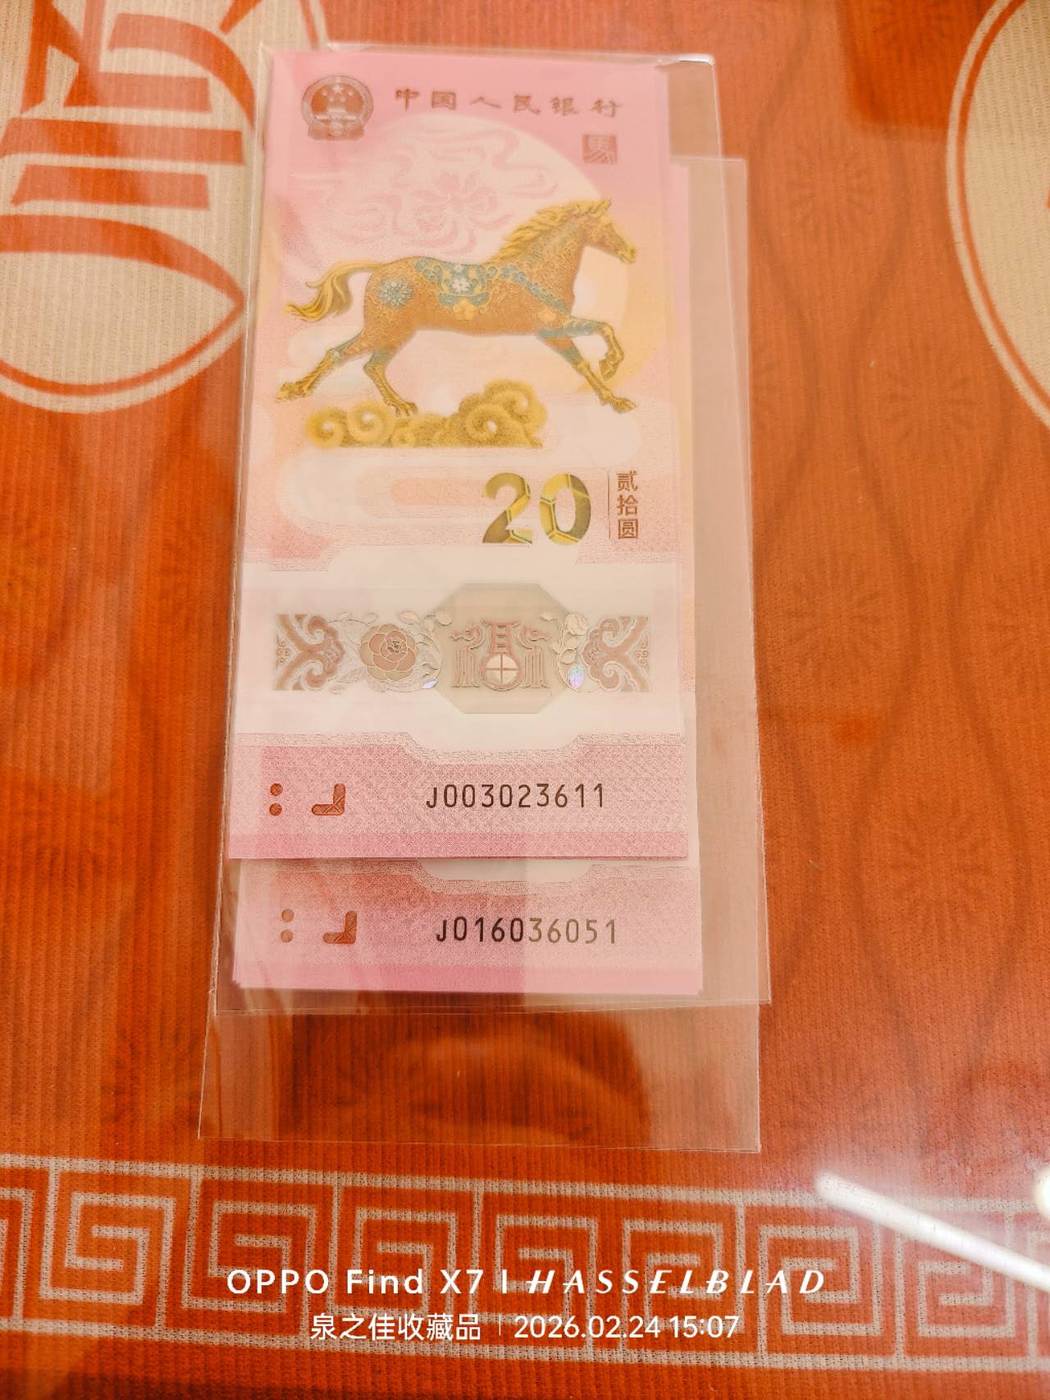 中国人民银行
20
贰拾圆
J003023611
J016036051
OPPO Find X7 | HASSELBLAD
泉之佳收藏品 | 2026.02.24 15:07